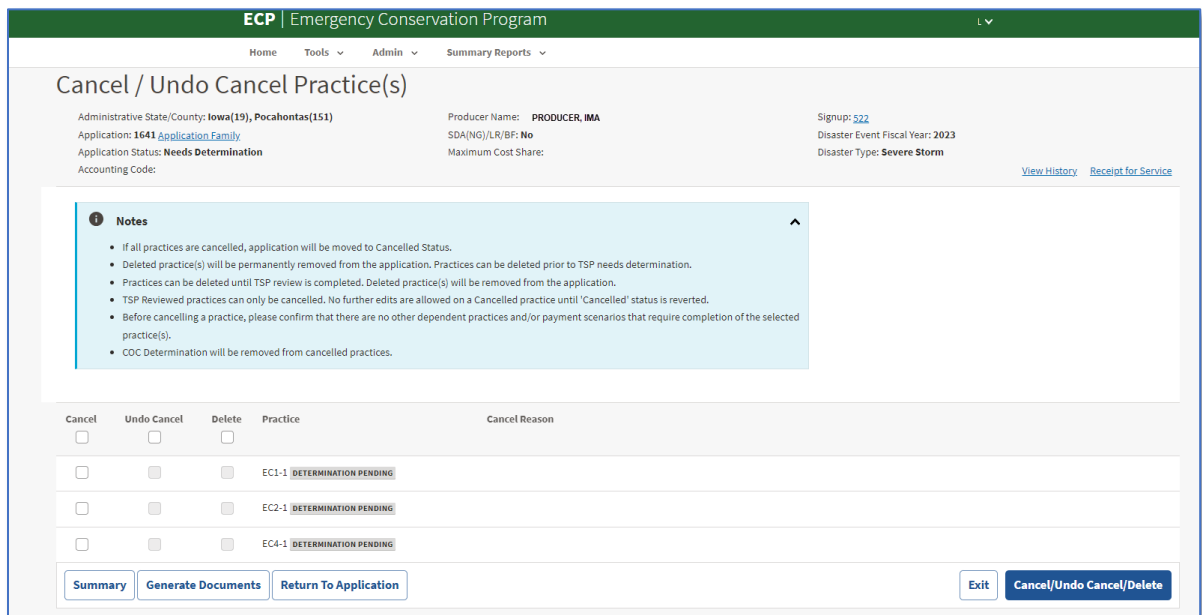 ECP | Emergency Conservation Program
L
Home Tools Admin Summary Reports
Cancel / Undo Cancel Practice(s)
Administrative State/County: Iowa(19), Pocahontas(151)
Producer Name: PRODUCER, IMA
Signup: 522
Application: 1641 Application Family
SDA(NG)/LR/BF: No
Disaster Event Fiscal Year: 2023
Application Status: Needs Determination
Maximum Cost Share:
Disaster Type: Severe Storm
Accounting Code:
View History Receipt for Service
Notes
• If all practices are cancelled, application will be moved to Cancelled Status.
• Deleted practice(s) will be permanently removed from the application. Practices can be deleted prior to TSP needs determination.
• Practices can be deleted until TSP review is completed. Deleted practice(s) will be removed from the application.
• TSP Reviewed practices can only be cancelled. No further edits are allowed on a Cancelled practice until 'Cancelled' status is reverted.
• Before cancelling a practice, please confirm that there are no other dependent practices and/or payment scenarios that require completion of the selected
practice(s).
• COC Determination will be removed from cancelled practices.
Cancel Undo Cancel Delete Practice Cancel Reason
EC1-1 DETERMINATION PENDING
EC2-1 DETERMINATION PENDING
EC4-1 DETERMINATION PENDING
Summary Generate Documents Return To Application Exit Cancel/Undo Cancel/Delete